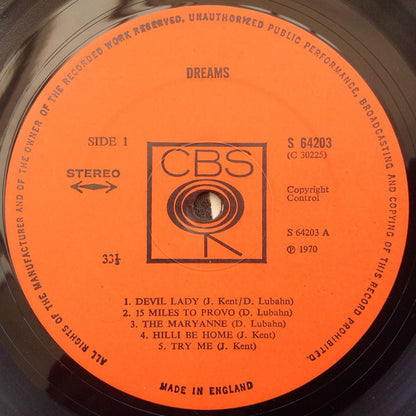 ALL RIGHTS OF THE MANUFACTURER AND OF THE OWNER OF THE RECORDED WORK RESERVED, UNAUTHORIZED PUBLIC PERFORMANCE, BROADCASTING AND COPYING OF THIS RECORD PROHIBITED.
DREAMS
SIDE 1
S 64203
(C 30225)
CBS
STEREO
Copyright
Control
S 64203 A
33⅓
℗ 1970
1. DEVIL LADY (J. Kent/D. Lubahn)
2. 15 MILES TO PROVO (D. Lubahn)
3. THE MARYANNE (D. Lubahn)
4. HILLI BE HOME (J. Kent)
5. TRY ME (J. Kent)
MADE IN ENGLAND